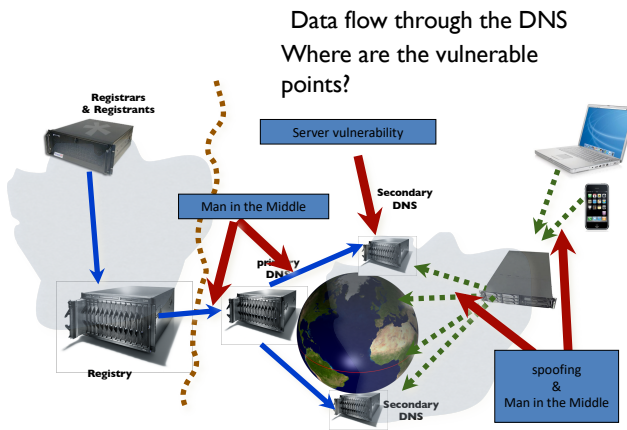 Data flow through the DNS
Where are the vulnerable
points?
Registrars
& Registrants
Server vulnerability
Secondary
DNS
Man in the Middle
primary
DNS
Registry
spoofing
&
Man in the Middle
Secondary
DNS